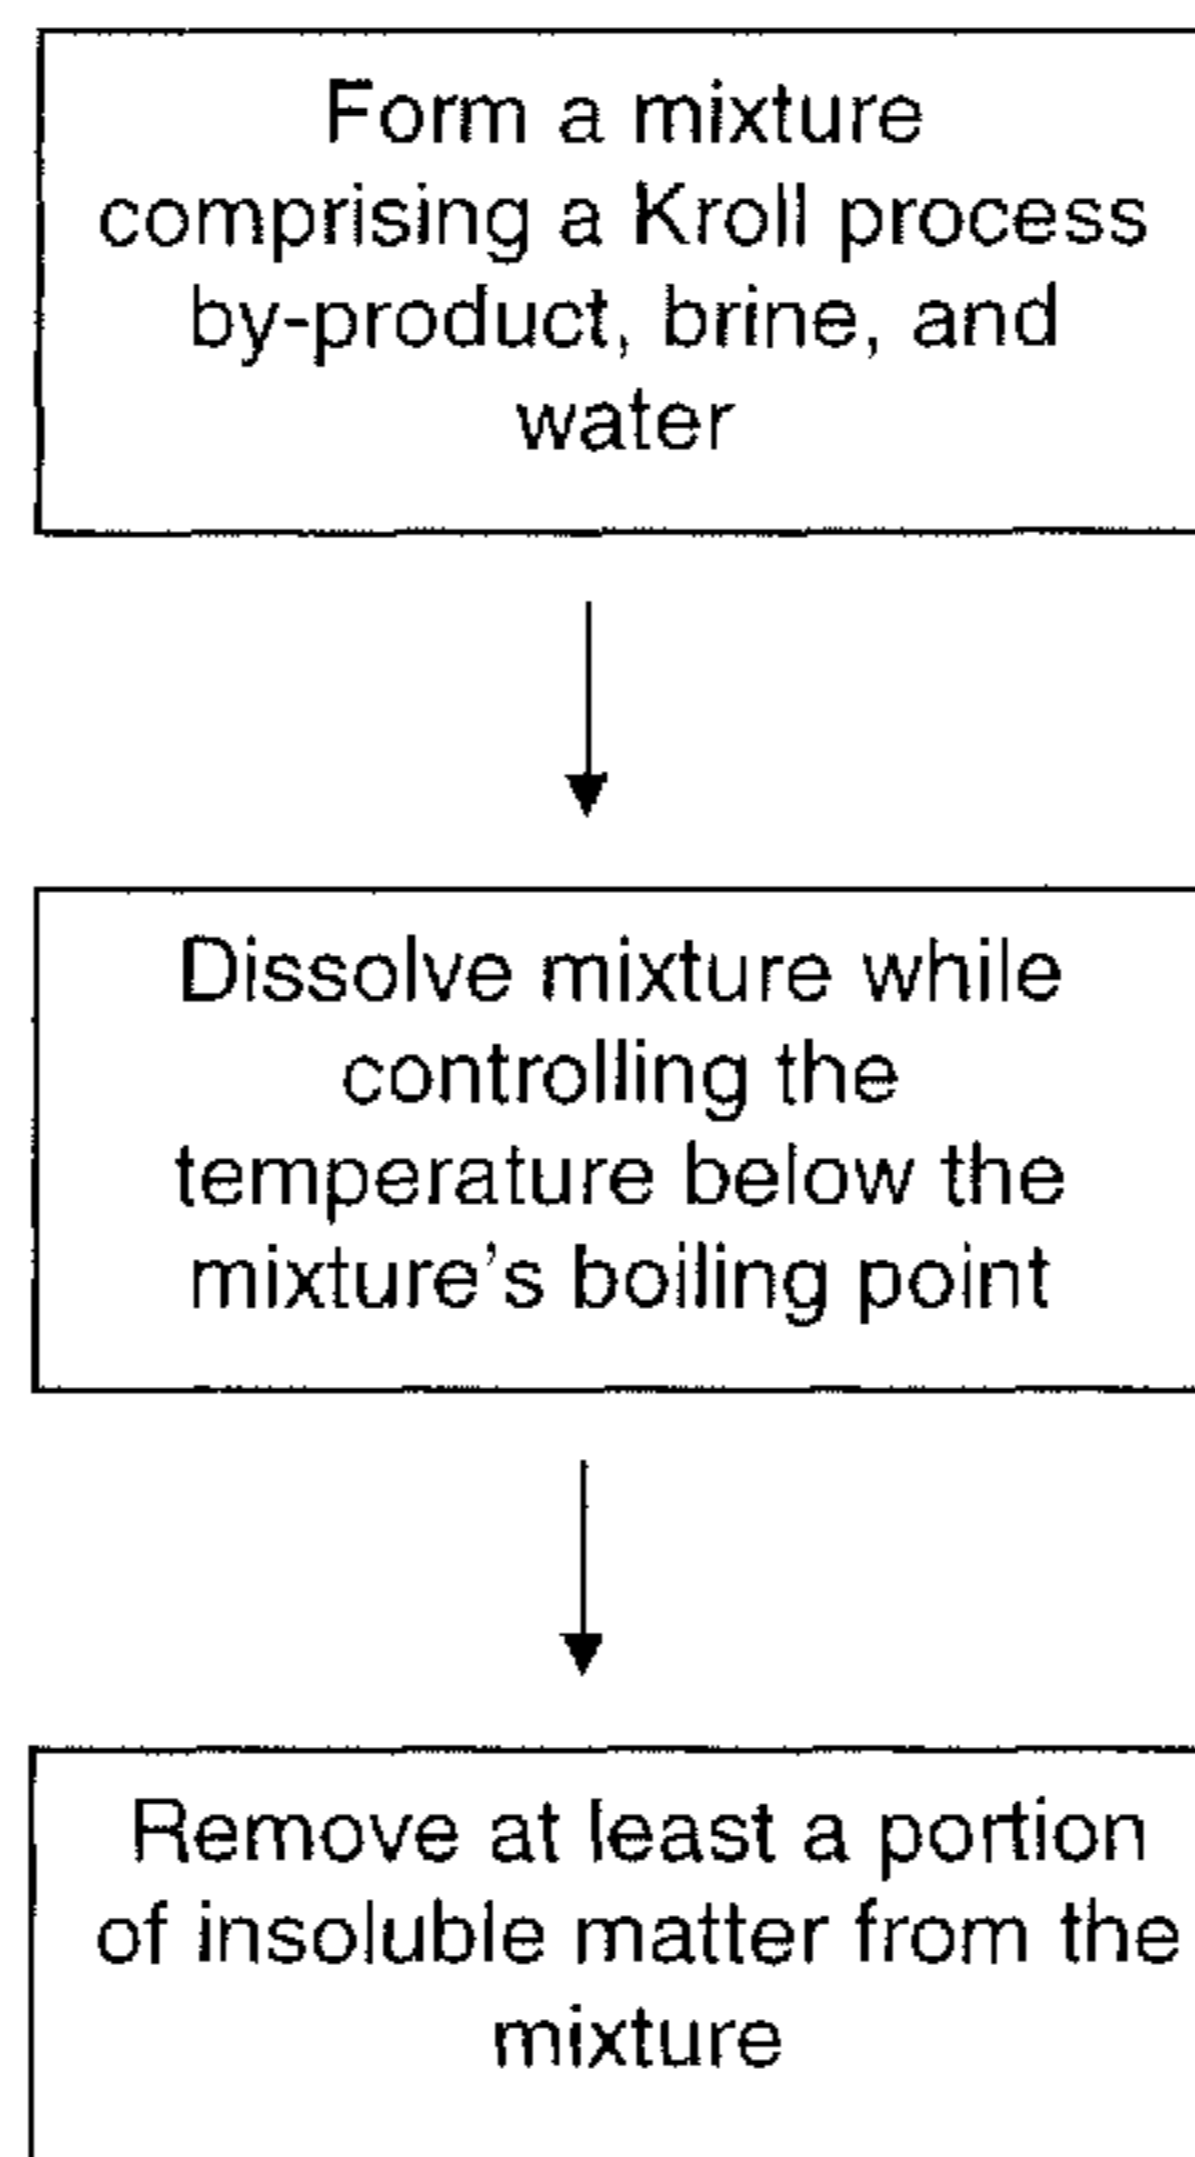 Form a mixture
comprising a Kroll process
by-product, brine, and
water
Dissolve mixture while
controlling the
temperature below the
mixture's boiling point
Remove at least a portion
of insoluble matter from the
mixture